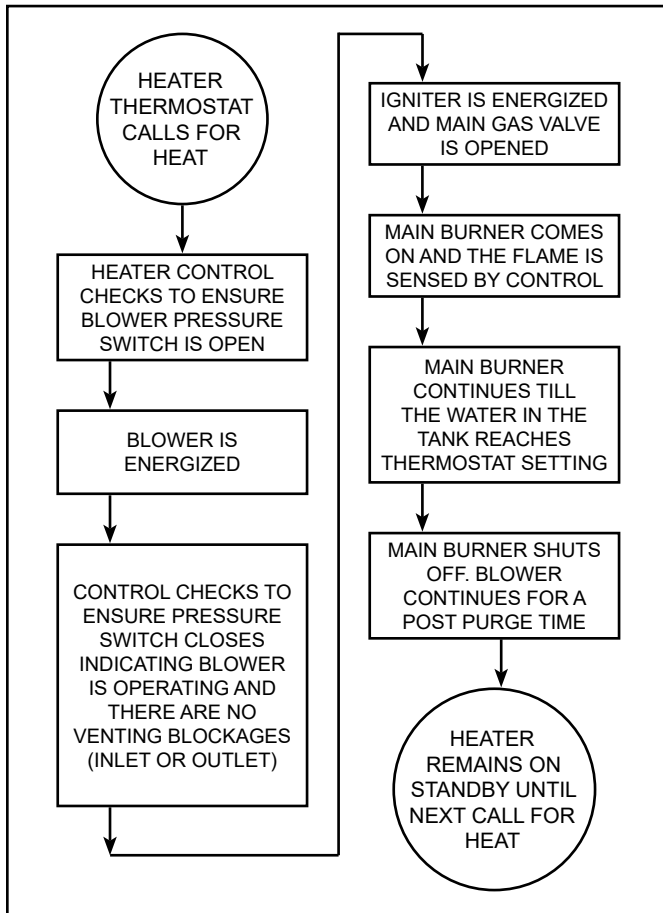 HEATER
THERMOSTAT
CALLS FOR
HEAT
HEATER CONTROL
CHECKS TO ENSURE
BLOWER PRESSURE
SWITCH IS OPEN
BLOWER IS
ENERGIZED
CONTROL CHECKS TO
ENSURE PRESSURE
SWITCH CLOSES
INDICATING BLOWER
IS OPERATING AND
THERE ARE NO
VENTING BLOCKAGES
(INLET OR OUTLET)
IGNITER IS ENERGIZED
AND MAIN GAS VALVE
IS OPENED
MAIN BURNER COMES
ON AND THE FLAME IS
SENSED BY CONTROL
MAIN BURNER
CONTINUES TILL
THE WATER IN THE
TANK REACHES
THERMOSTAT SETTING
MAIN BURNER SHUTS
OFF. BLOWER
CONTINUES FOR A
POST PURGE TIME
HEATER
REMAINS ON
STANDBY UNTIL
NEXT CALL FOR
HEAT